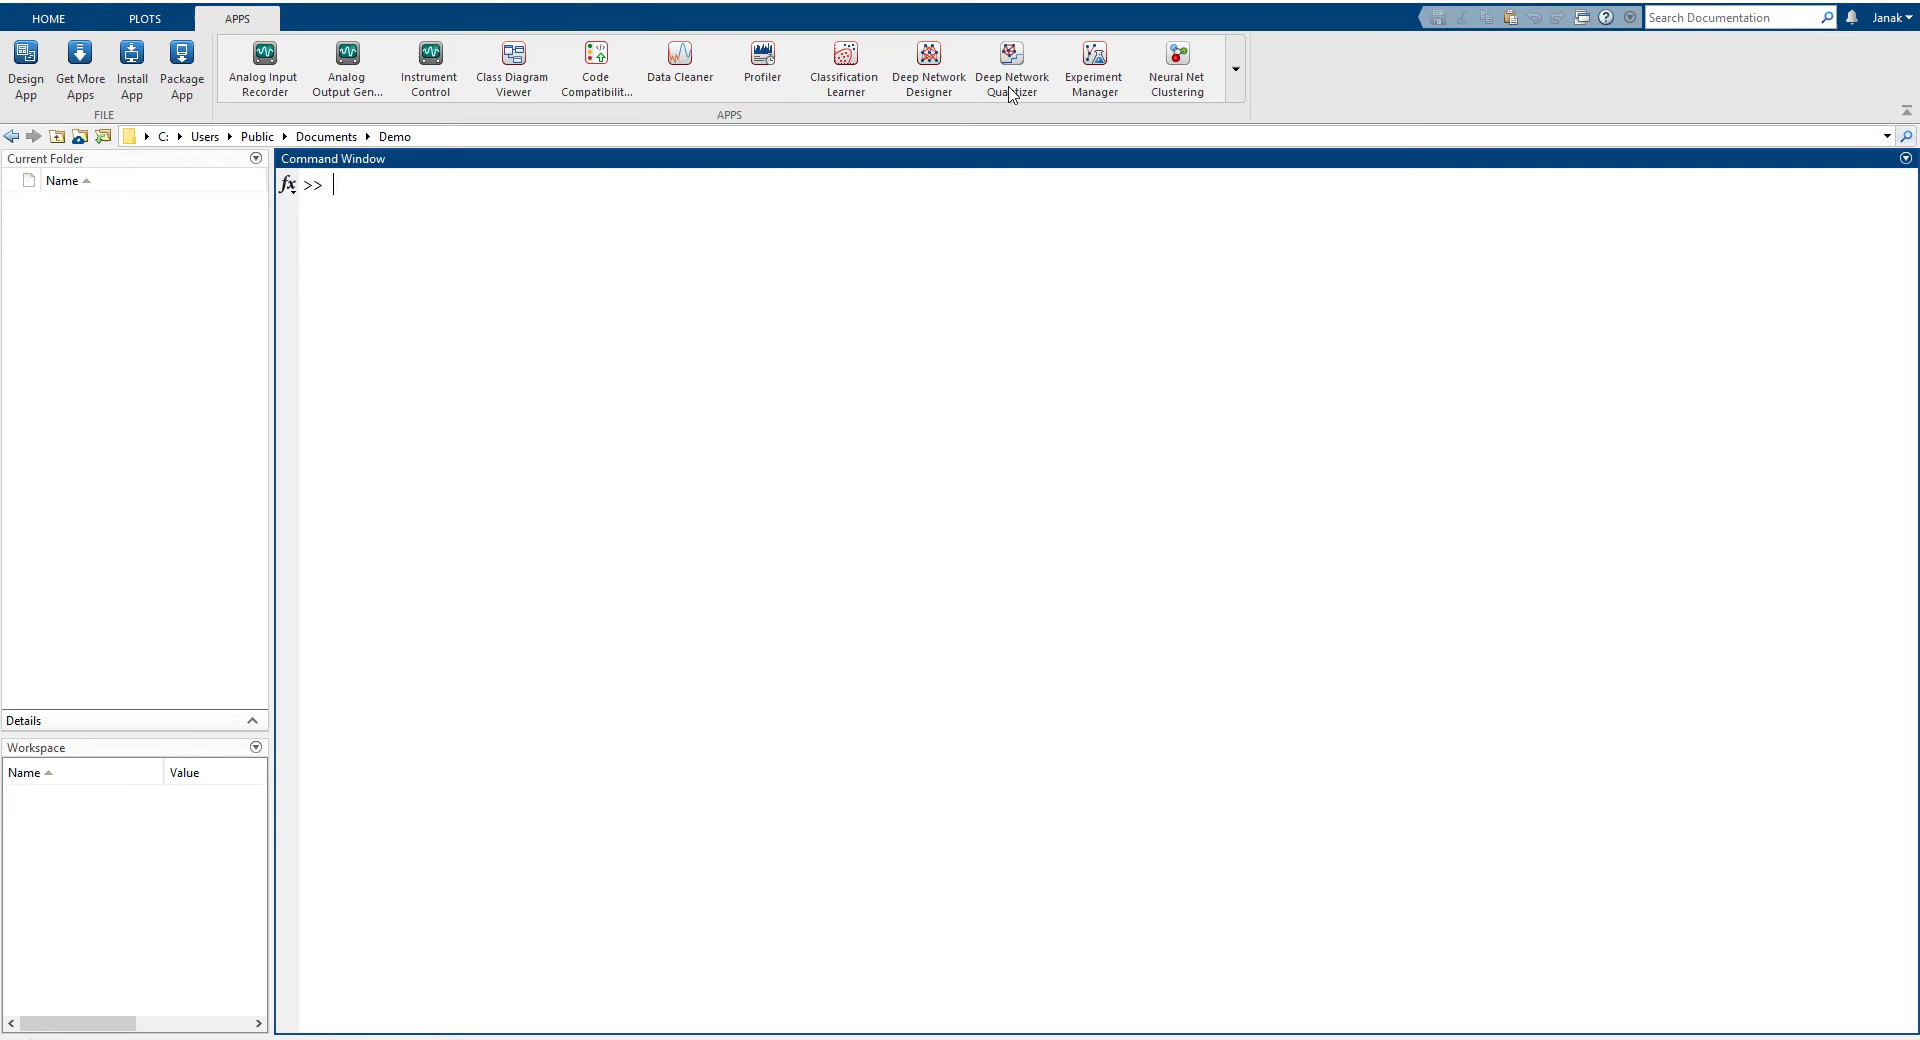 HOME PLOTS APPS
Search Documentation
Janak
Design App
Get More Apps
Install App
Package App
Analog Input Recorder
Analog Output Gen...
Instrument Control
Class Diagram Viewer
Code Compatibilit...
Data Cleaner
Profiler
Classification Learner
Deep Network Designer
Deep Network Quantizer
Experiment Manager
Neural Net Clustering
FILE
APPS
C: Users Public Documents Demo
Current Folder
Name
Command Window
fx >>
Details
Workspace
Name Value